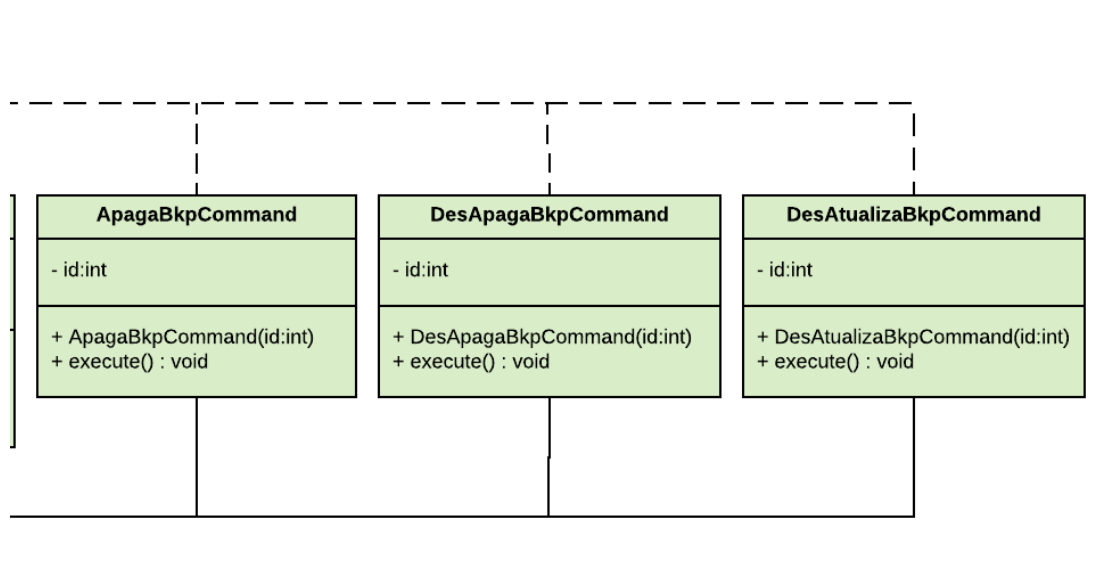 ApagaBkpCommand
- id:int
+ ApagaBkpCommand(id:int)
+ execute() : void
DesApagaBkpCommand
- id:int
+ DesApagaBkpCommand(id:int)
+ execute() : void
DesAtualizaBkpCommand
- id:int
+ DesAtualizaBkpCommand(id:int)
+ execute() : void